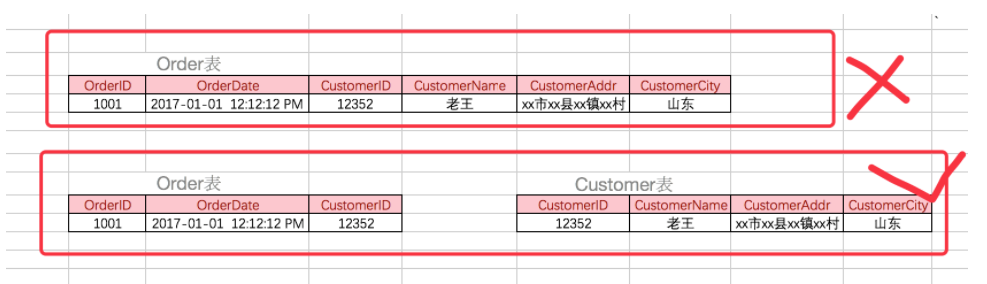 Order表
OrderID OrderDate CustomerID CustomerName CustomerAddr CustomerCity
1001 2017-01-01 12:12:12 PM 12352 老王 xx市xx县xx镇xx村 山东
Order表 Customer表
OrderID OrderDate CustomerID CustomerID CustomerName CustomerAddr CustomerCity
1001 2017-01-01 12:12:12 PM 12352 12352 老王 xx市xx县xx镇xx村 山东